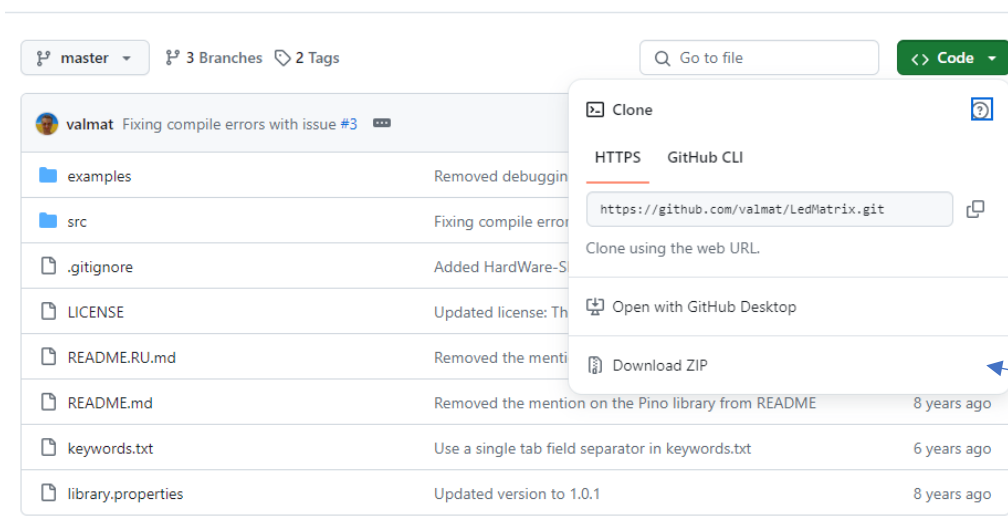 master 3 Branches 2 Tags Go to file Code
valmat Fixing compile errors with issue #3
Clone
HTTPS GitHub CLI
https://github.com/valmat/LedMatrix.git
Clone using the web URL.
Open with GitHub Desktop
Download ZIP
examples Removed debuggin
src Fixing compile error
.gitignore Added HardWare-S
LICENSE Updated license: Th
README.RU.md Removed the menti
README.md Removed the mention on the Pino library from README 8 years ago
keywords.txt Use a single tab field separator in keywords.txt 6 years ago
library.properties Updated version to 1.0.1 8 years ago